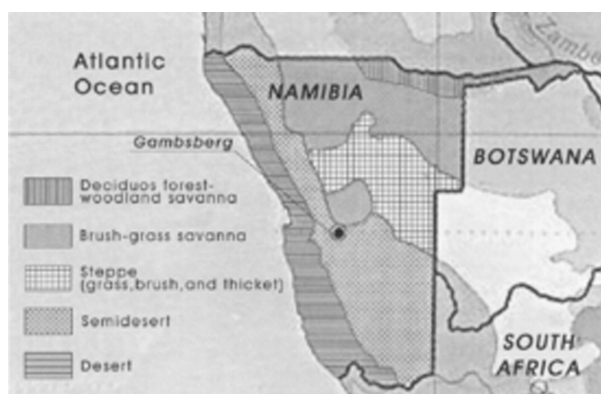 Atlantic
Ocean
NAMIBIA
Zambe
Gambsberg
BOTSWANA
Deciduos forest-
woodland savanna
Brush-grass savanna
Steppe
(grass,brush,and thicket)
Semidesert
Desert
SOUTH
AFRICA